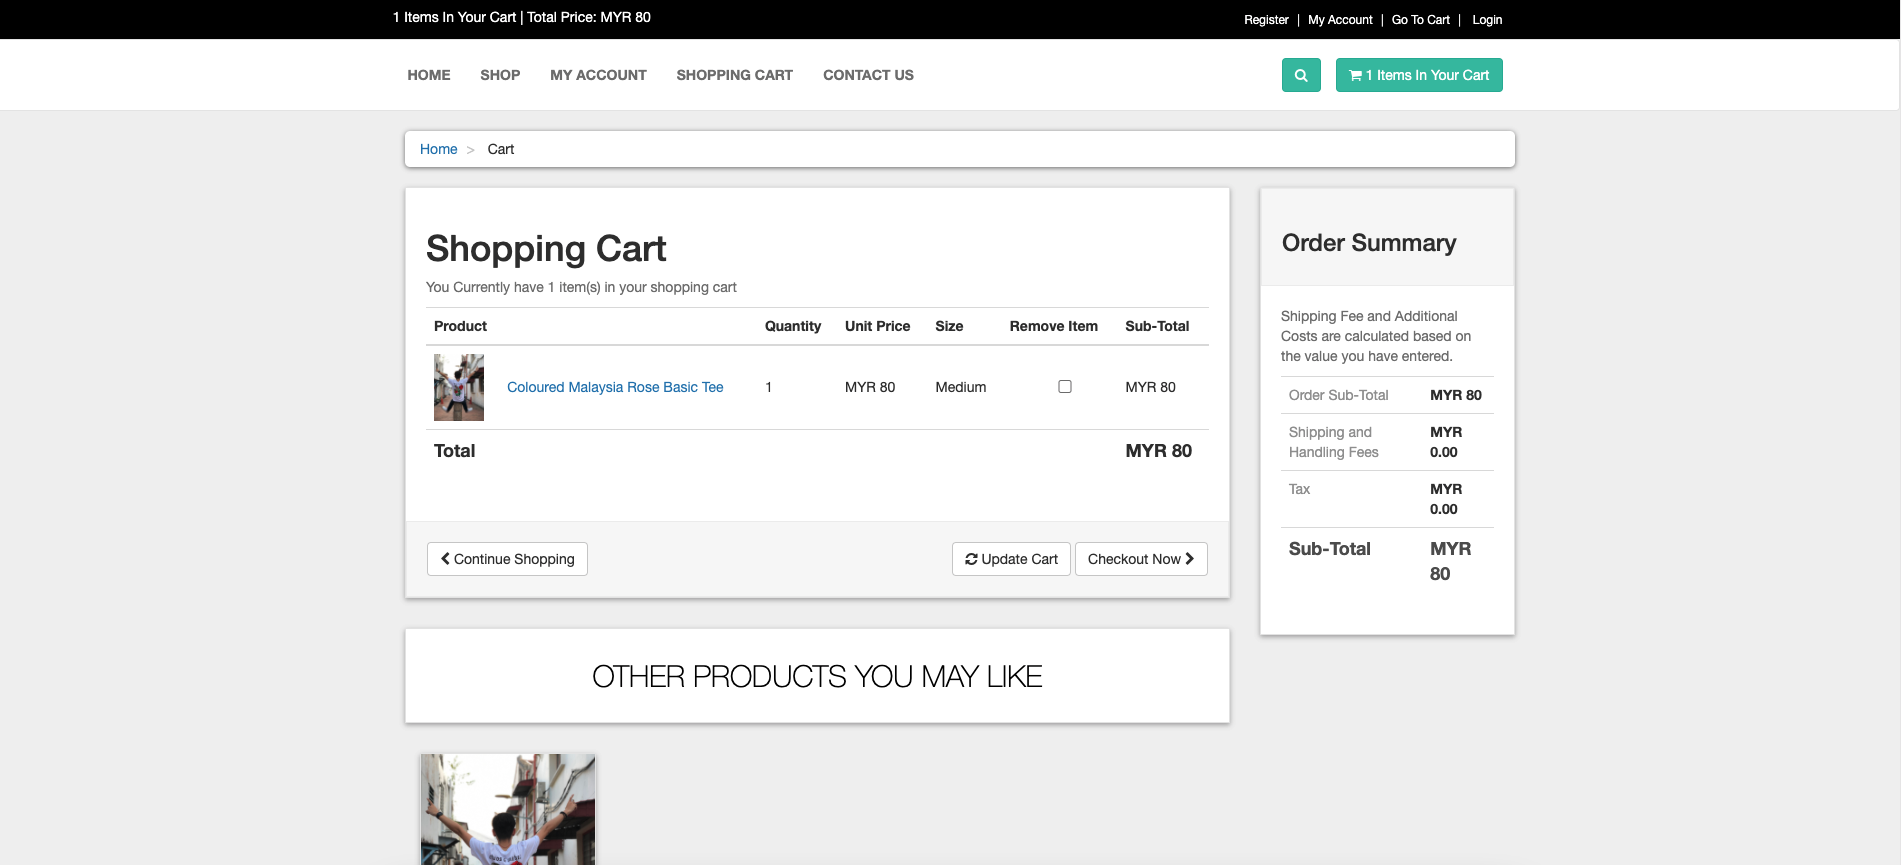 1 Items In Your Cart | Total Price: MYR 80
Register | My Account | Go To Cart | Login
HOME SHOP MY ACCOUNT SHOPPING CART CONTACT US
1 Items In Your Cart
Home > Cart
Shopping Cart
You Currently have 1 item(s) in your shopping cart
Product Quantity Unit Price Size Remove Item Sub-Total
Coloured Malaysia Rose Basic Tee 1 MYR 80 Medium MYR 80
Total MYR 80
Continue Shopping Update Cart Checkout Now
Order Summary
Shipping Fee and Additional
Costs are calculated based on
the value you have entered.
Order Sub-Total MYR 80
Shipping and MYR
Handling Fees 0.00
Tax MYR
0.00
Sub-Total MYR
80
OTHER PRODUCTS YOU MAY LIKE